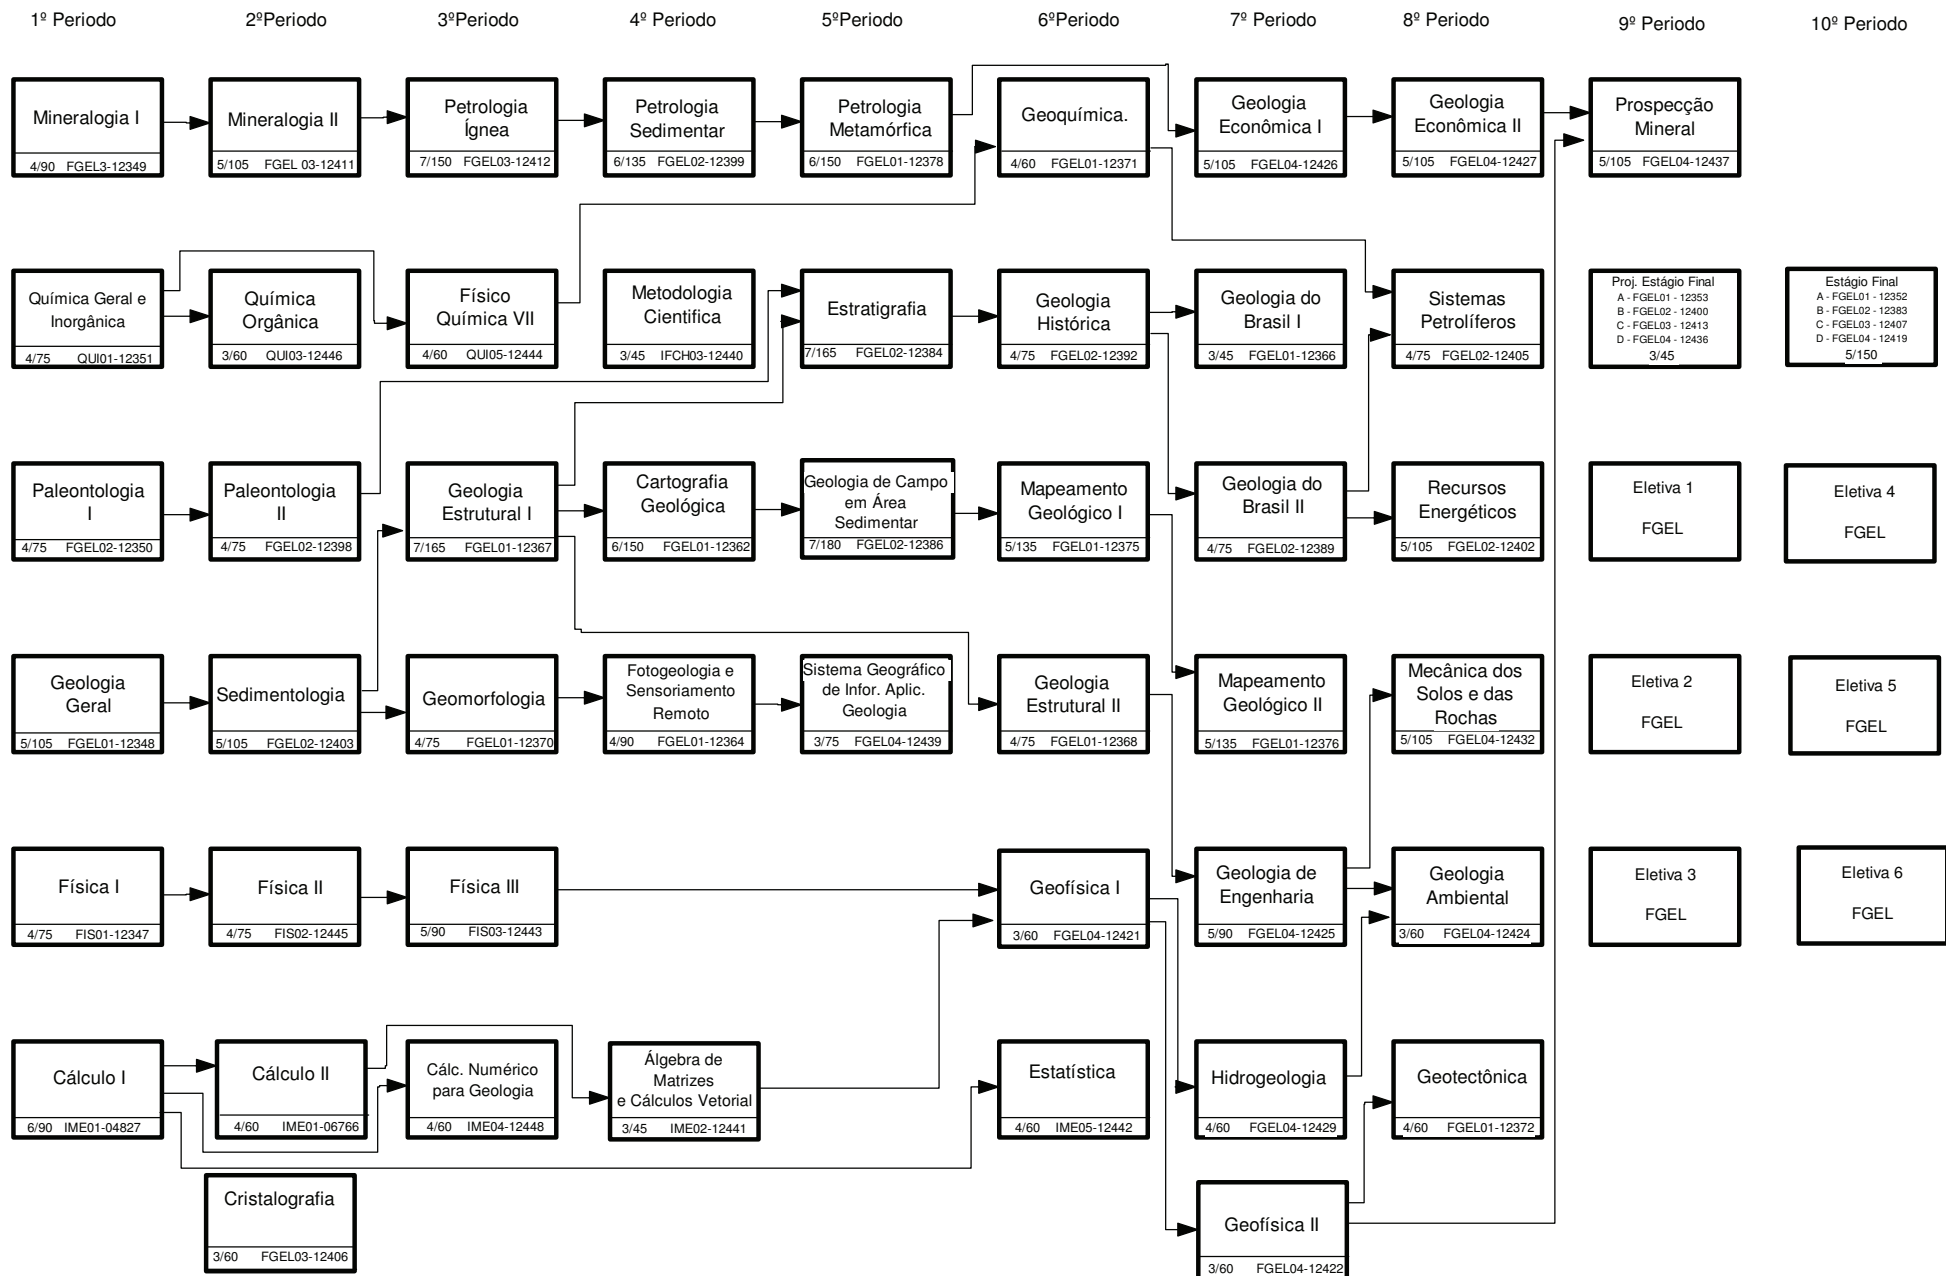 1º Periodo
2ºPeriodo
3ºPeriodo
4º Periodo
5ºPeriodo
6ºPeriodo
7º Periodo
8º Periodo
9º Periodo
10º Periodo
Mineralogia I
4/90 FGEL3-12349
Mineralogia II
5/105 FGEL 03-12411
Petrologia
Ígnea
7/150 FGEL03-12412
Petrologia
Sedimentar
6/135 FGEL02-12399
Petrologia
Metamórfica
6/150 FGEL01-12378
Geoquímica.
4/60 FGEL01-12371
Geologia
Econômica I
5/105 FGEL04-12426
Geologia
Econômica II
5/105 FGEL04-12427
Prospecção
Mineral
5/105 FGEL04-12437
Química Geral e
Inorgânica
4/75 QUI01-12351
Química
Orgânica
3/60 QUI03-12446
Físico
Química VII
4/60 QUI05-12444
Metodologia
Cientifica
3/45 IFCH03-12440
Estratigrafia
7/165 FGEL02-12384
Geologia
Histórica
4/75 FGEL02-12392
Geologia do
Brasil I
3/45 FGEL01-12366
Sistemas
Petrolíferos
4/75 FGEL02-12405
Proj. Estágio Final
A - FGEL01 - 12353
B - FGEL02 - 12400
C - FGEL03 - 12413
D - FGEL04 - 12436
3/45
Estágio Final
A - FGEL01 - 12352
B - FGEL02 - 12383
C - FGEL03 - 12407
D - FGEL04 - 12419
5/150
Paleontologia
I
4/75 FGEL02-12350
Paleontologia
II
4/75 FGEL02-12398
Geologia
Estrutural I
7/165 FGEL01-12367
Cartografia
Geológica
6/150 FGEL01-12362
Geologia de Campo
em Área
Sedimentar
7/180 FGEL02-12386
Mapeamento
Geológico I
5/135 FGEL01-12375
Geologia do
Brasil II
4/75 FGEL02-12389
Recursos
Energéticos
5/105 FGEL02-12402
Eletiva 1
FGEL
Eletiva 4
FGEL
Geologia
Geral
5/105 FGEL01-12348
Sedimentologia
5/105 FGEL02-12403
Geomorfologia
4/75 FGEL01-12370
Fotogeologia e
Sensoriamento
Remoto
4/90 FGEL01-12364
Sistema Geográfico
de Infor. Aplic.
Geologia
3/75 FGEL04-12439
Geologia
Estrutural II
4/75 FGEL01-12368
Mapeamento
Geológico II
5/135 FGEL01-12376
Mecânica dos
Solos e das
Rochas
5/105 FGEL04-12432
Eletiva 2
FGEL
Eletiva 5
FGEL
Física I
4/75 FIS01-12347
Física II
4/75 FIS02-12445
Física III
5/90 FIS03-12443
Geofísica I
3/60 FGEL04-12421
Geologia de
Engenharia
5/90 FGEL04-12425
Geologia
Ambiental
3/60 FGEL04-12424
Eletiva 3
FGEL
Eletiva 6
FGEL
Cálculo I
6/90 IME01-04827
Cálculo II
4/60 IME01-06766
Cálc. Numérico
para Geologia
4/60 IME04-12448
Álgebra de
Matrizes
e Cálculos Vetorial
3/45 IME02-12441
Estatística
4/60 IME05-12442
Hidrogeologia
4/60 FGEL04-12429
Geotectônica
4/60 FGEL01-12372
Cristalografia
3/60 FGEL03-12406
Geofísica II
3/60 FGEL04-12422